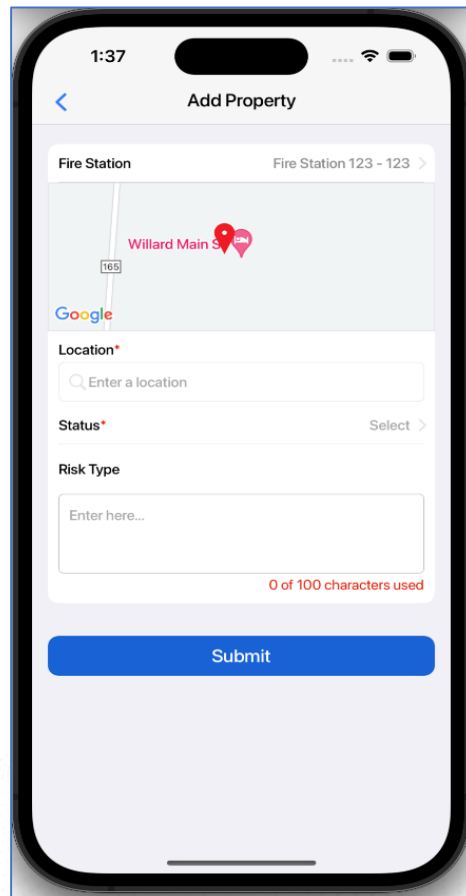 1:37
Add Property
Fire Station Fire Station 123 - 123
Willard Main S
165
Google
Location*
Enter a location
Status* Select
Risk Type
Enter here...
0 of 100 characters used
Submit